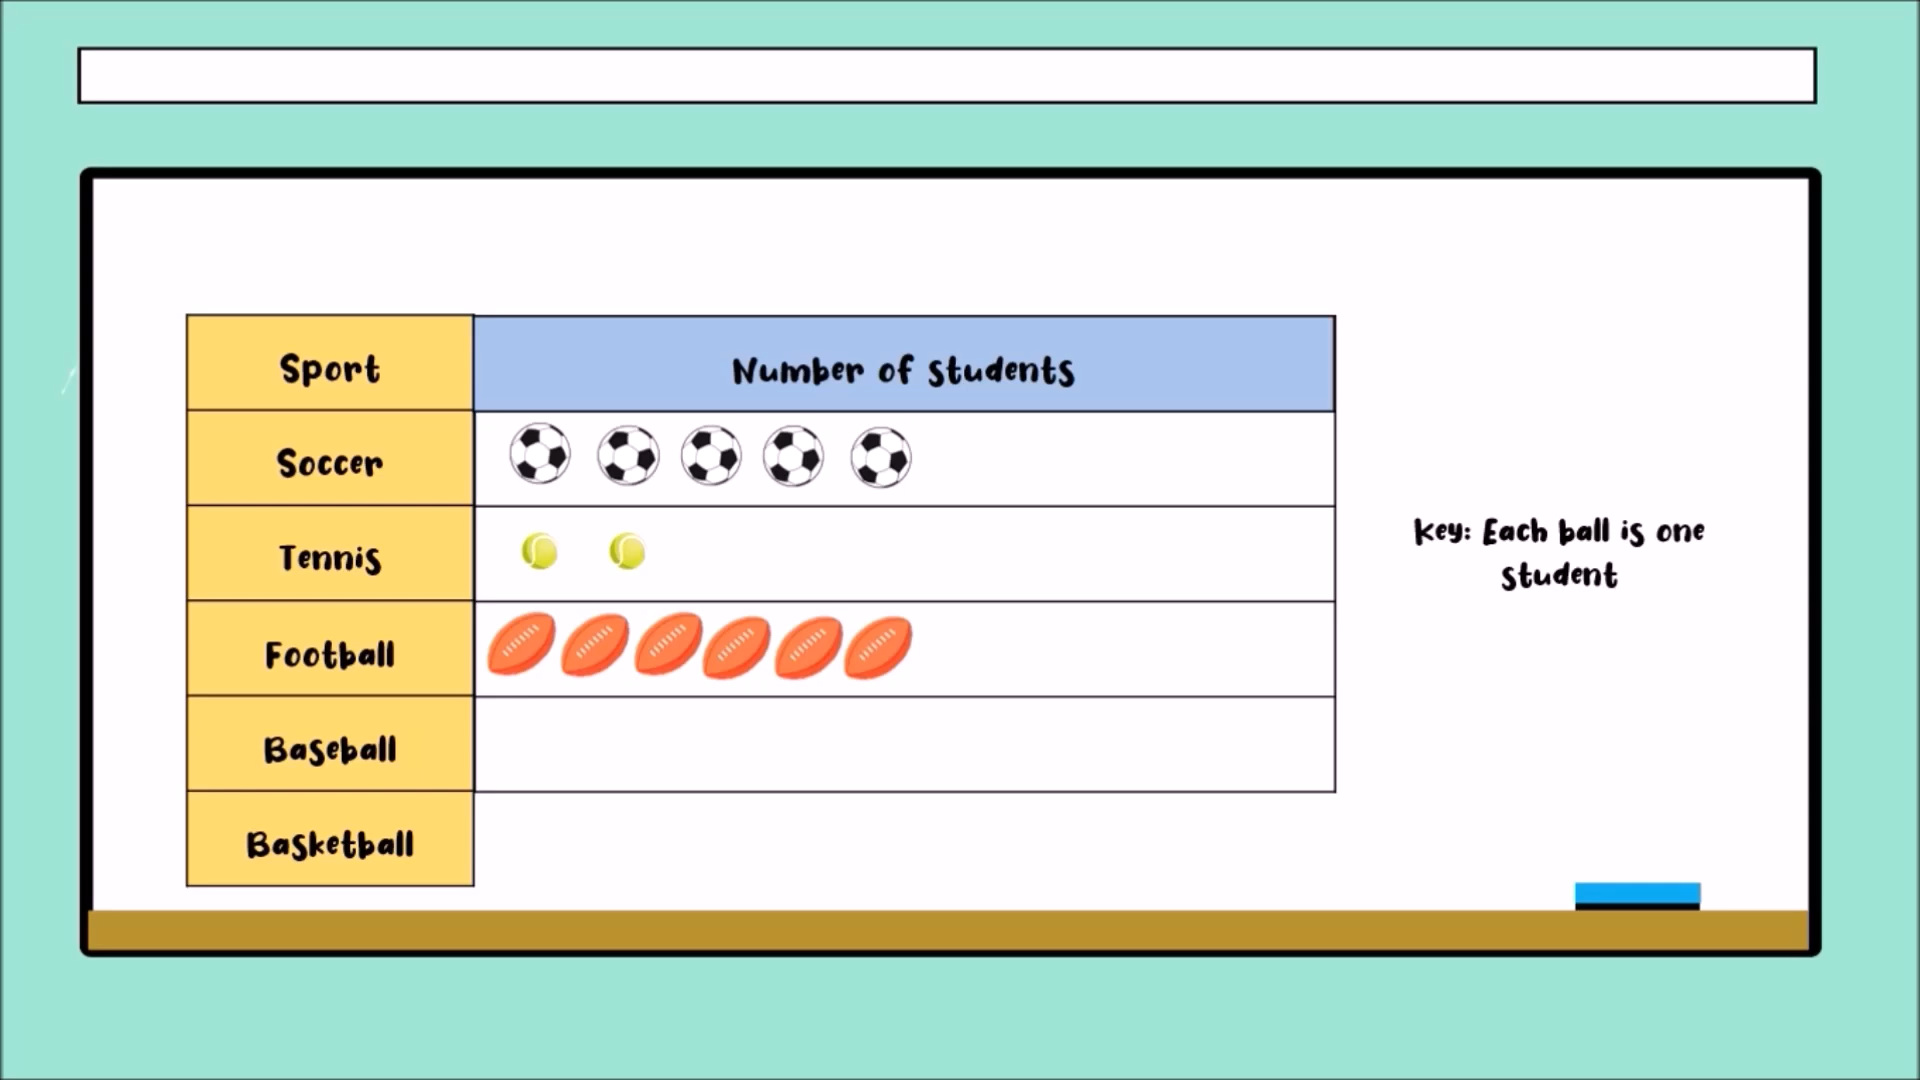 Sport
Number of students
Soccer
Tennis
Football
Baseball
Basketball
Key: Each ball is one
student